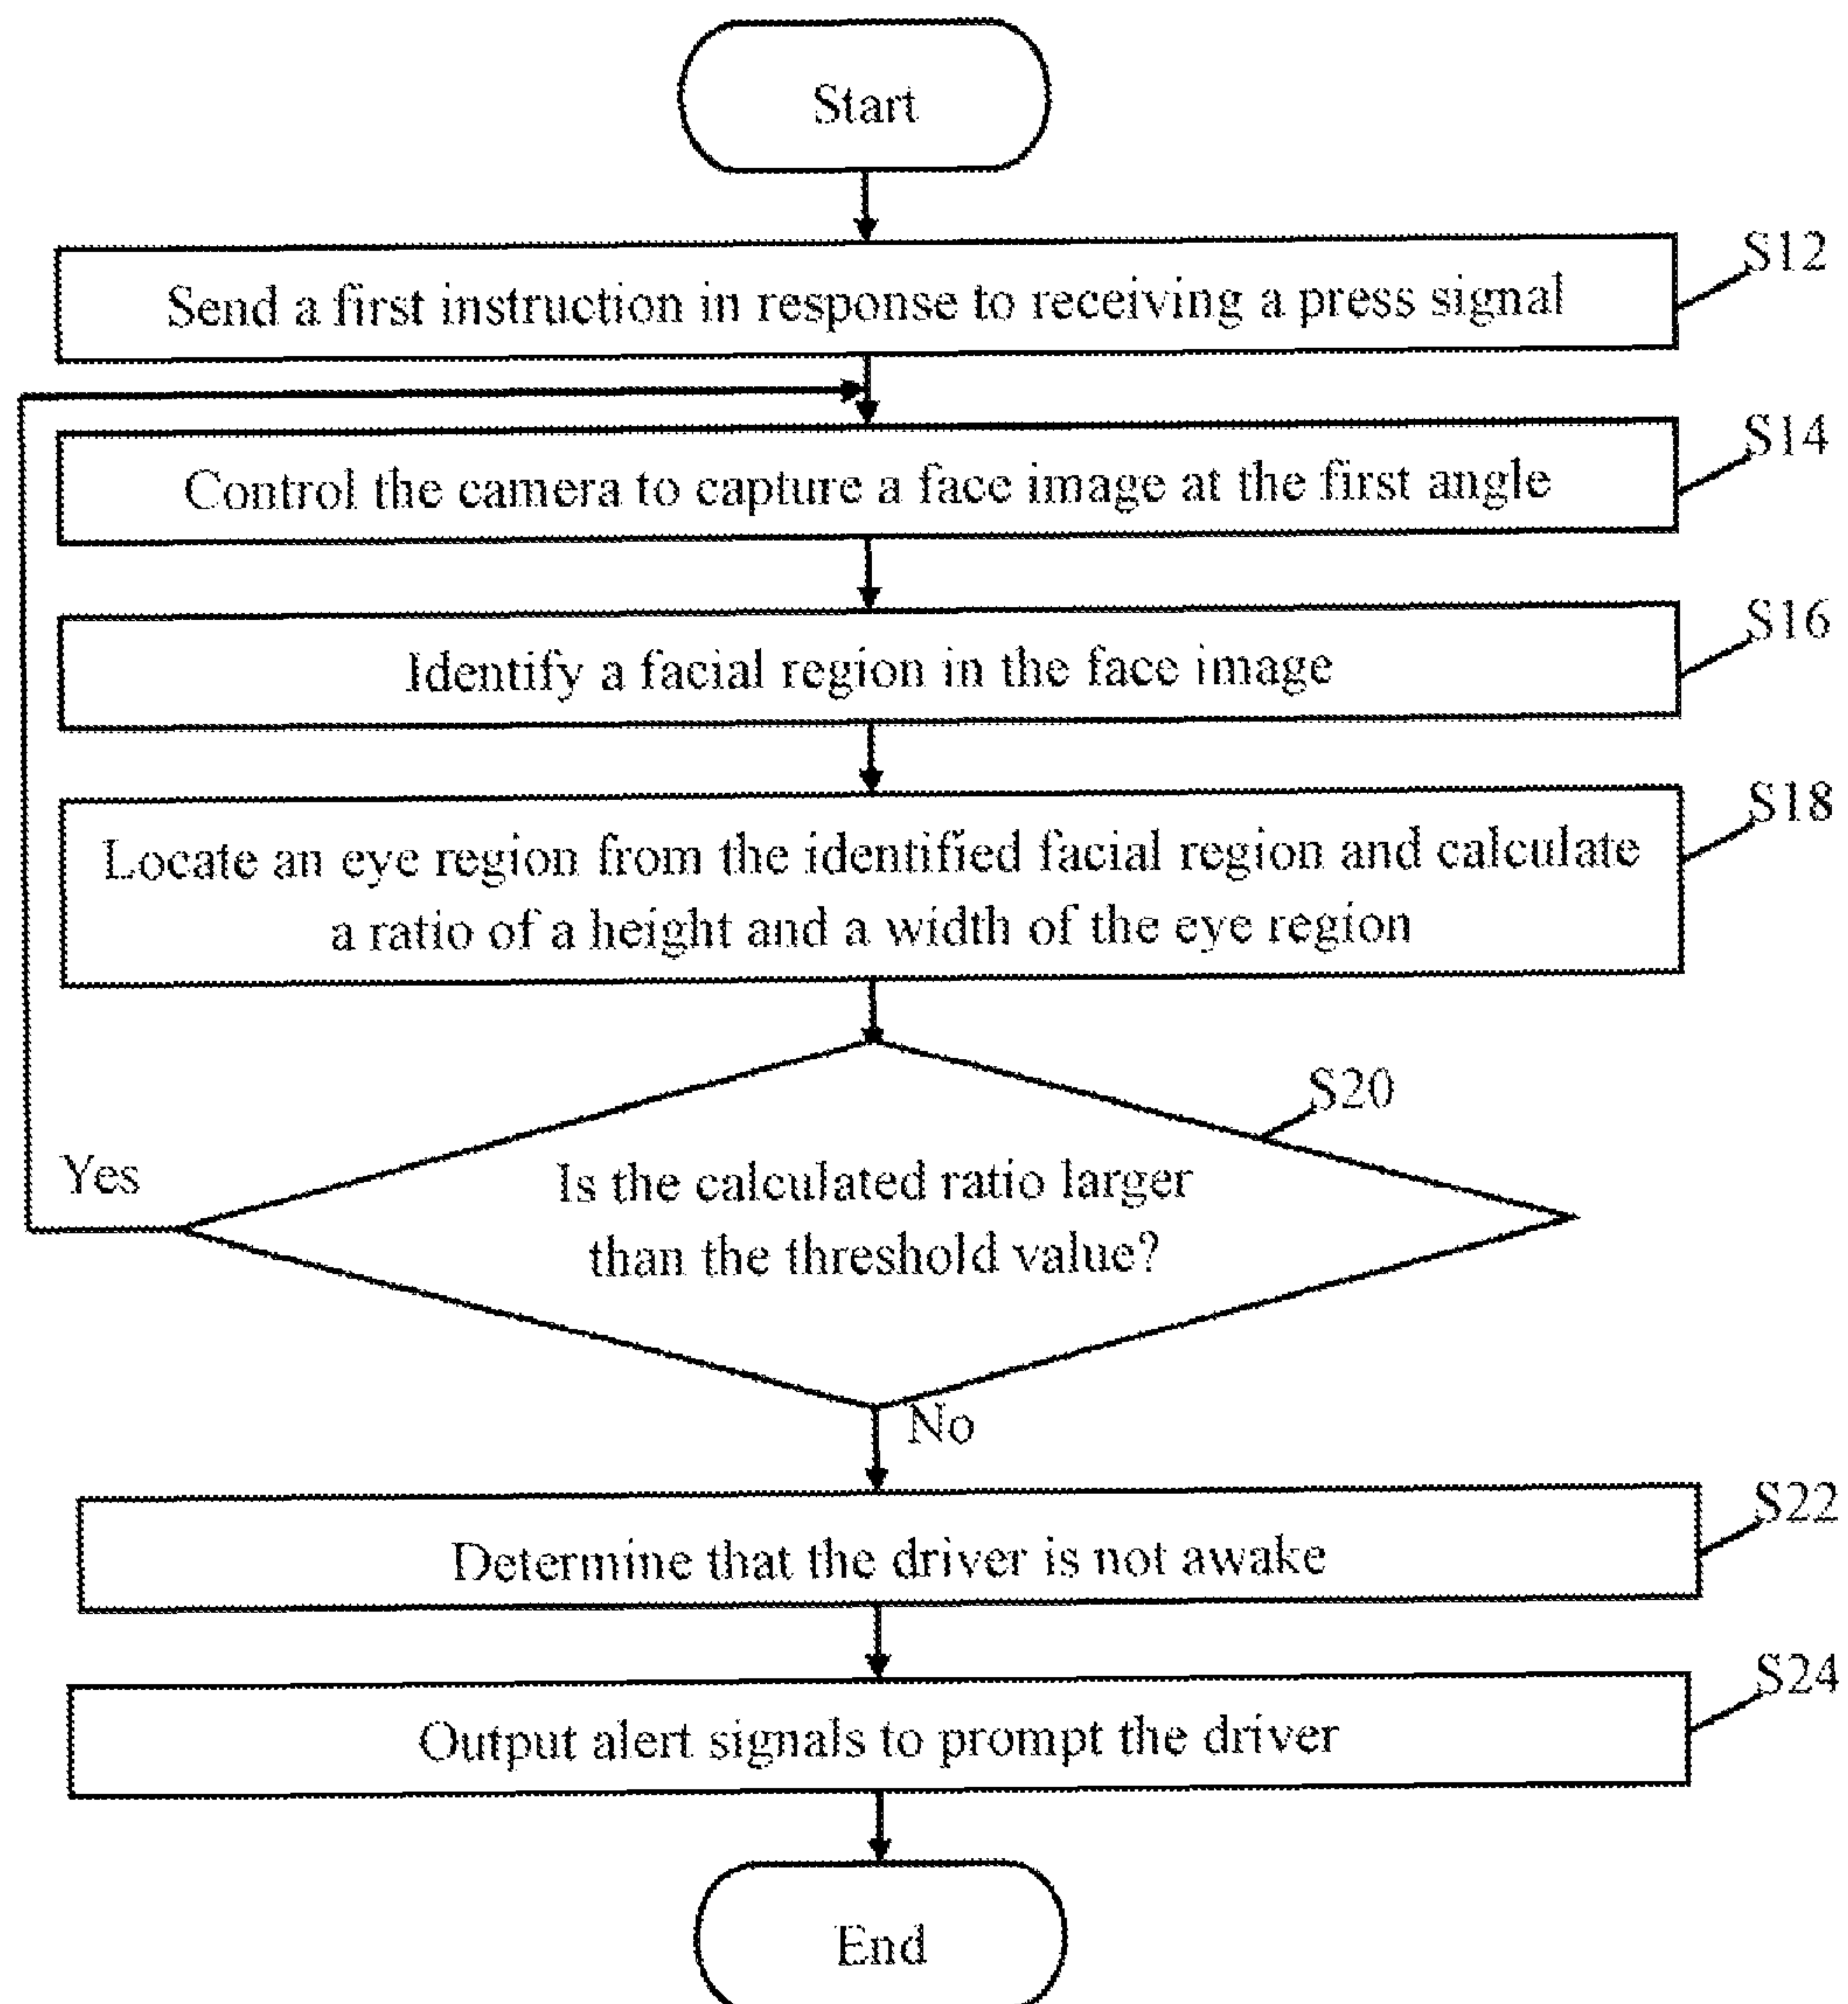 Start
S12
Send a first instruction in response to receiving a press signal
S14
Control the camera to capture a face image at the first angle
S16
Identify a facial region in the face image
S18
Locate an eye region from the identified facial region and calculate
a ratio of a height and a width of the eye region
S20
Yes
Is the calculated ratio larger
than the threshold value?
No
S22
Determine that the driver is not awake
S24
Output alert signals to prompt the driver
End